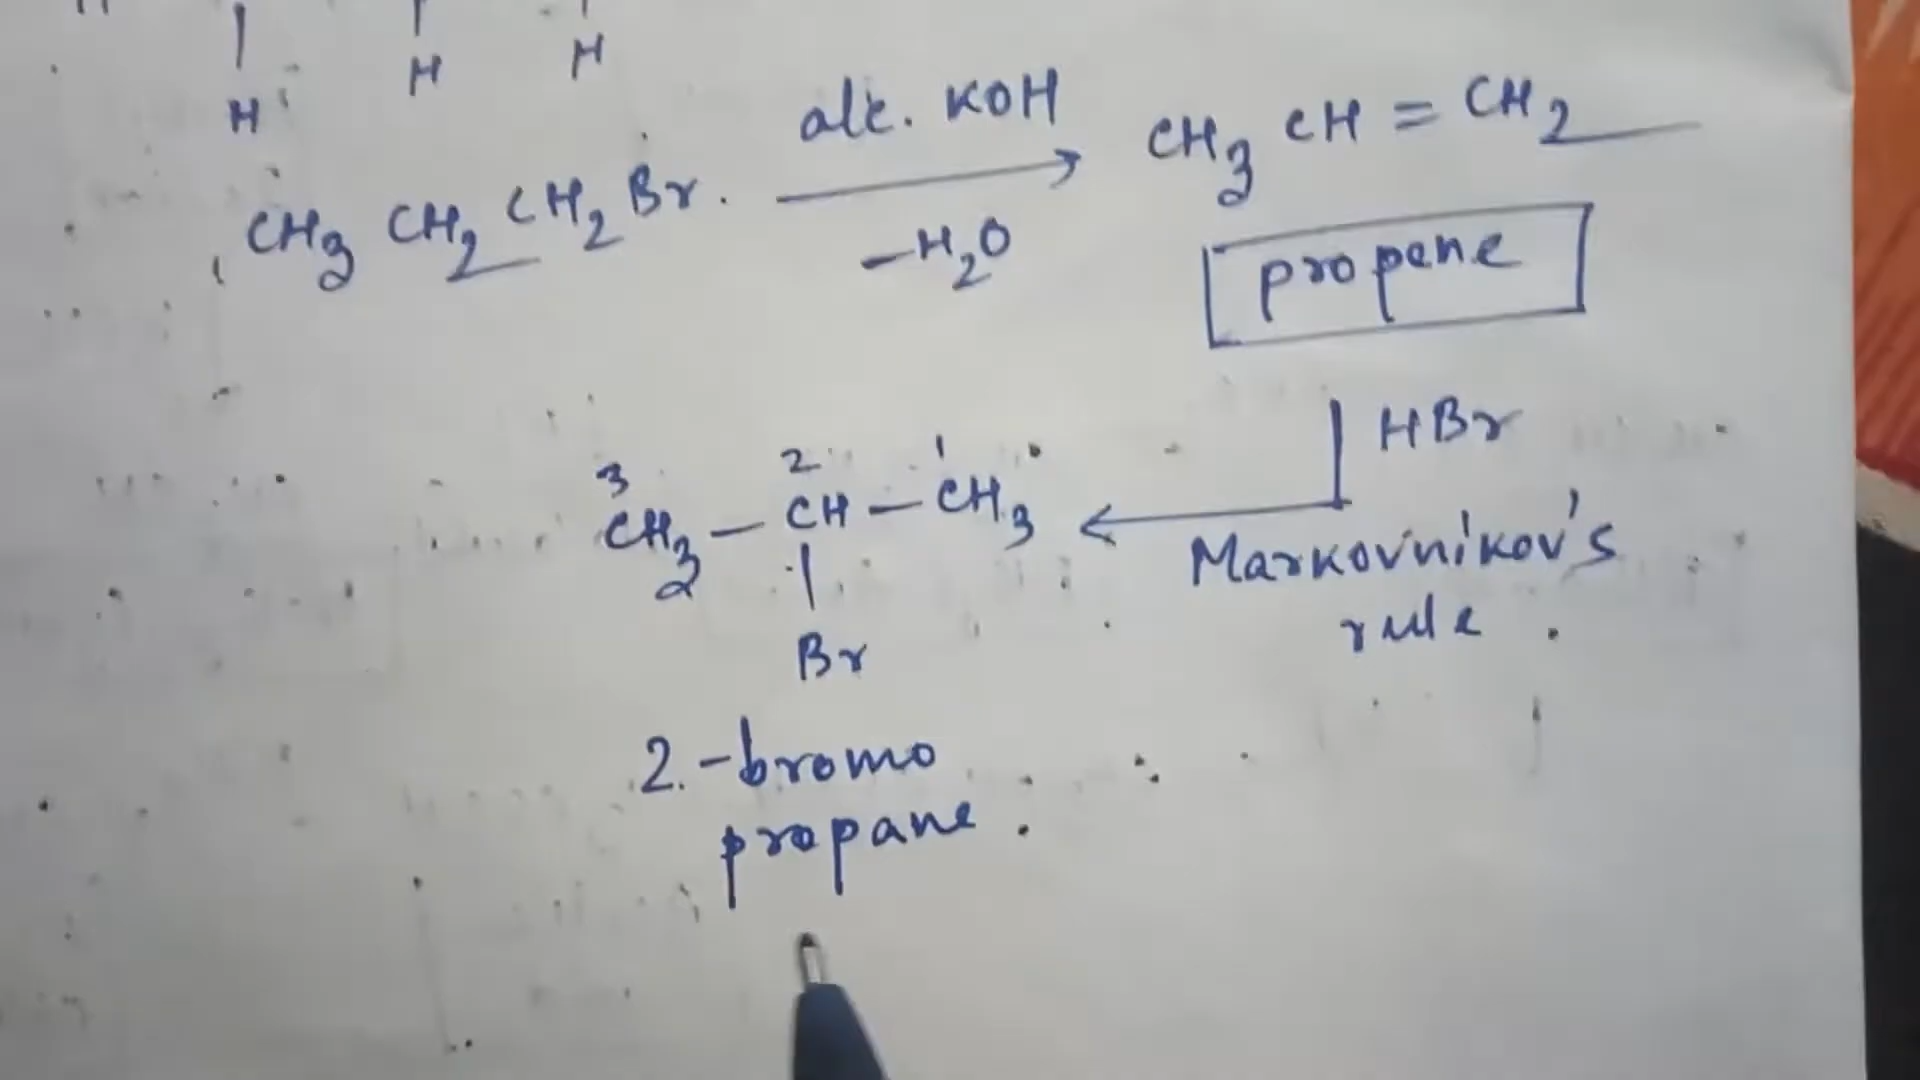 H H H
alc. KOH
CH3 CH2 CH2 Br. → CH3 CH = CH2
-H2O
propene
HBr
3 2 1
CH3 - CH - CH3 ←
Markovnikov's
rule
Br
2.-bromo
propane